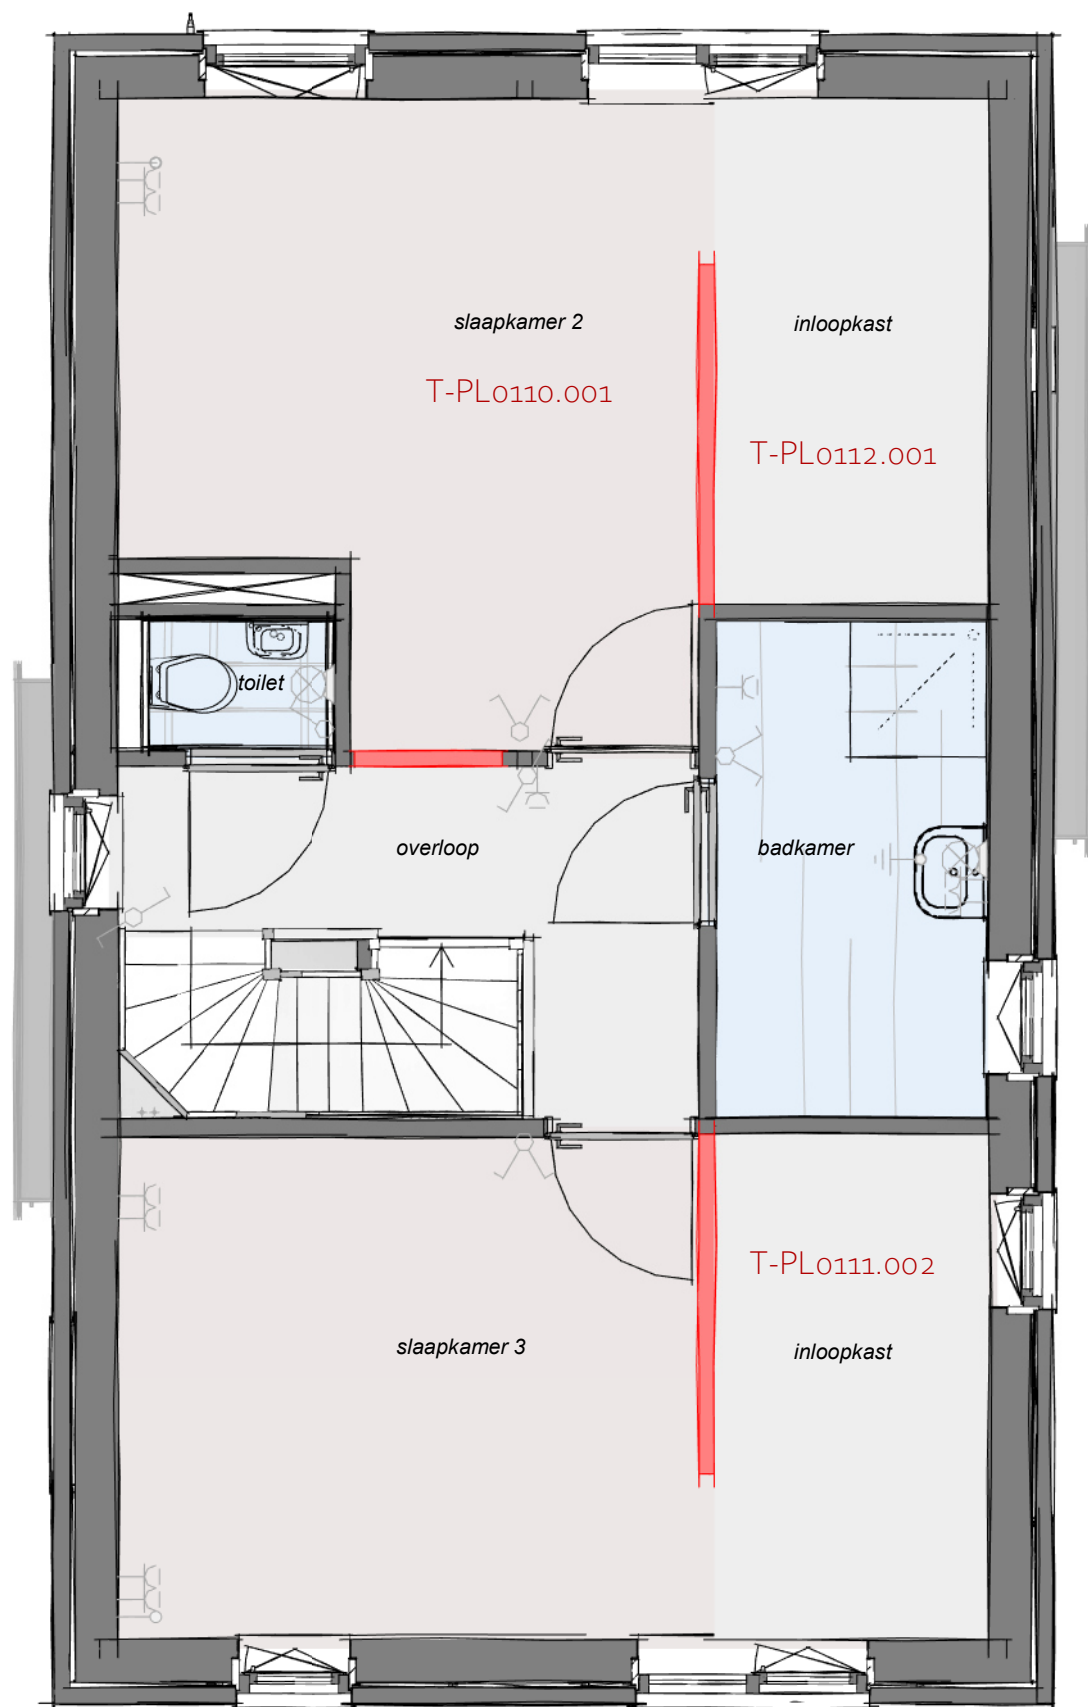 slaapkamer 2
inloopkast
T-PL0110.001
T-PL0112.001
toilet
overloop
badkamer
T-PL0111.002
slaapkamer 3
inloopkast